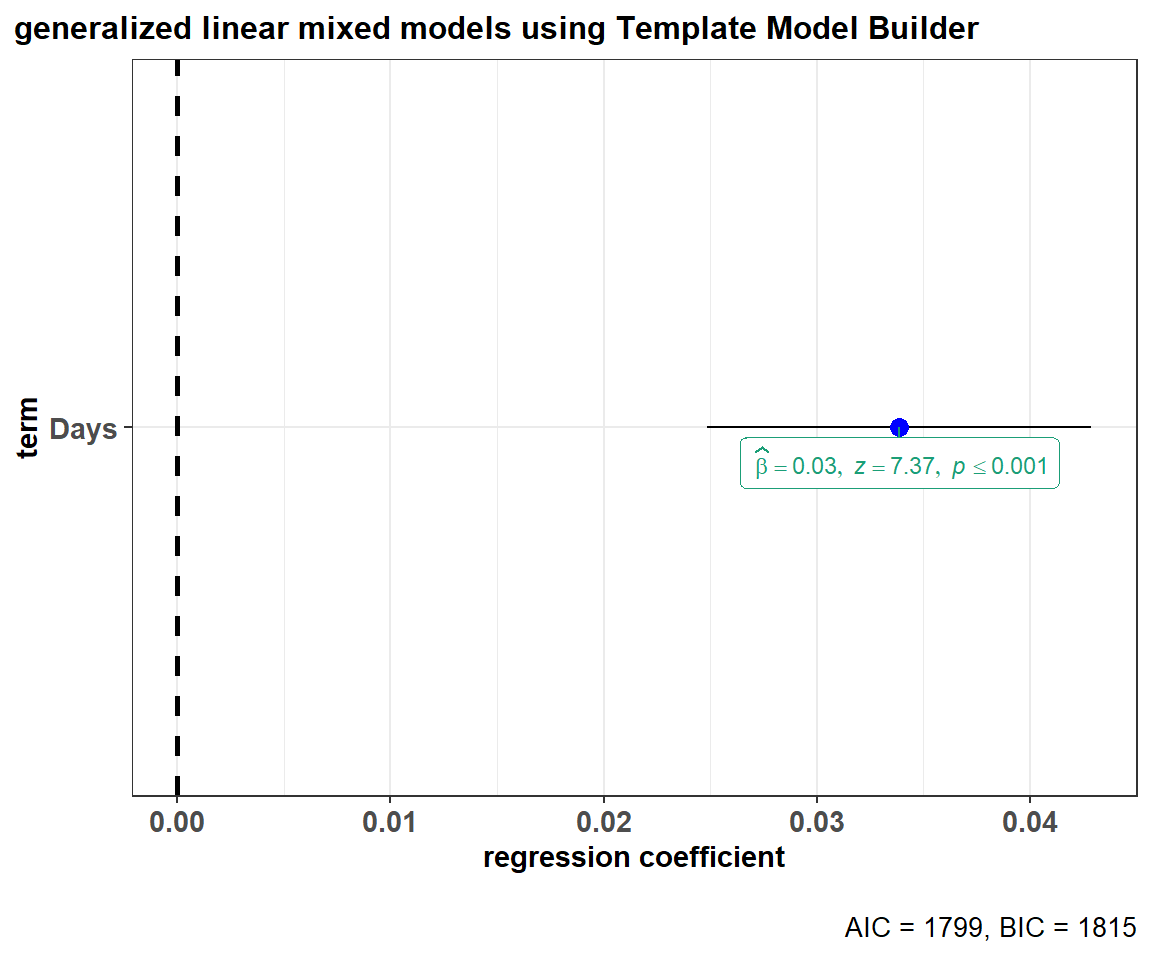 generalized linear mixed models using Template Model Builder
term
Days
β̂ = 0.03, z = 7.37, p ≤ 0.001
0.00 0.01 0.02 0.03 0.04
regression coefficient
AIC = 1799, BIC = 1815